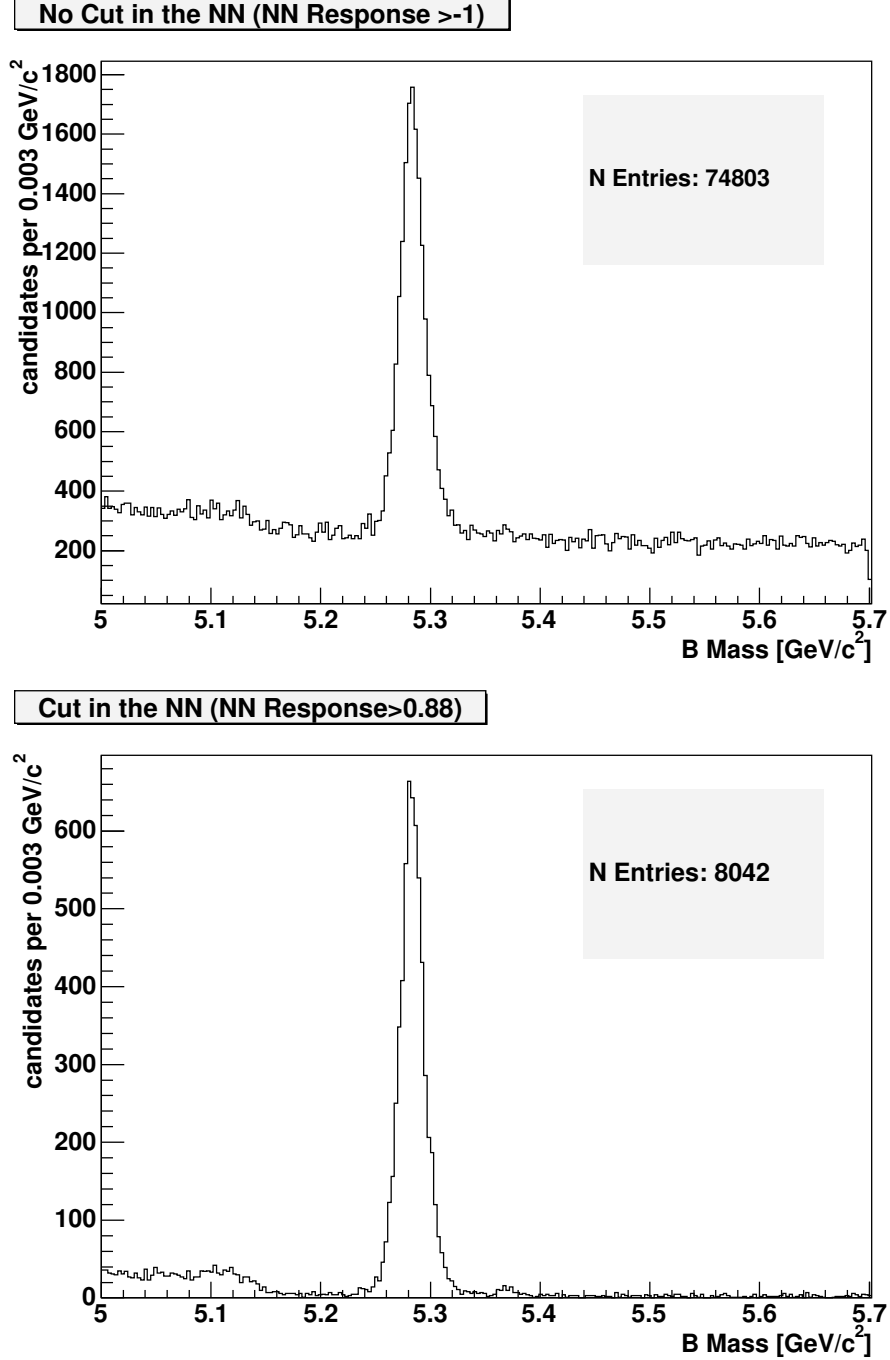 No Cut in the NN (NN Response >-1)
candidates per 0.003 GeV/c²
1800
1600
1400
1200
1000
800
600
400
200
N Entries: 74803
5 5.1 5.2 5.3 5.4 5.5 5.6 5.7
B Mass [GeV/c²]
Cut in the NN (NN Response>0.88)
candidates per 0.003 GeV/c²
600
500
400
300
200
100
0
N Entries: 8042
5 5.1 5.2 5.3 5.4 5.5 5.6 5.7
B Mass [GeV/c²]